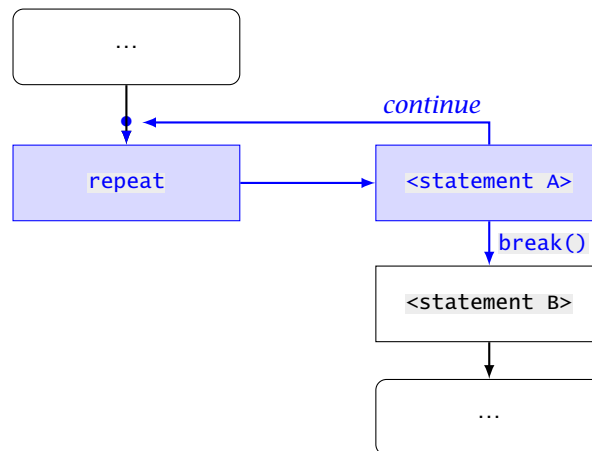 ...
continue
repeat
<statement A>
break()
<statement B>
...